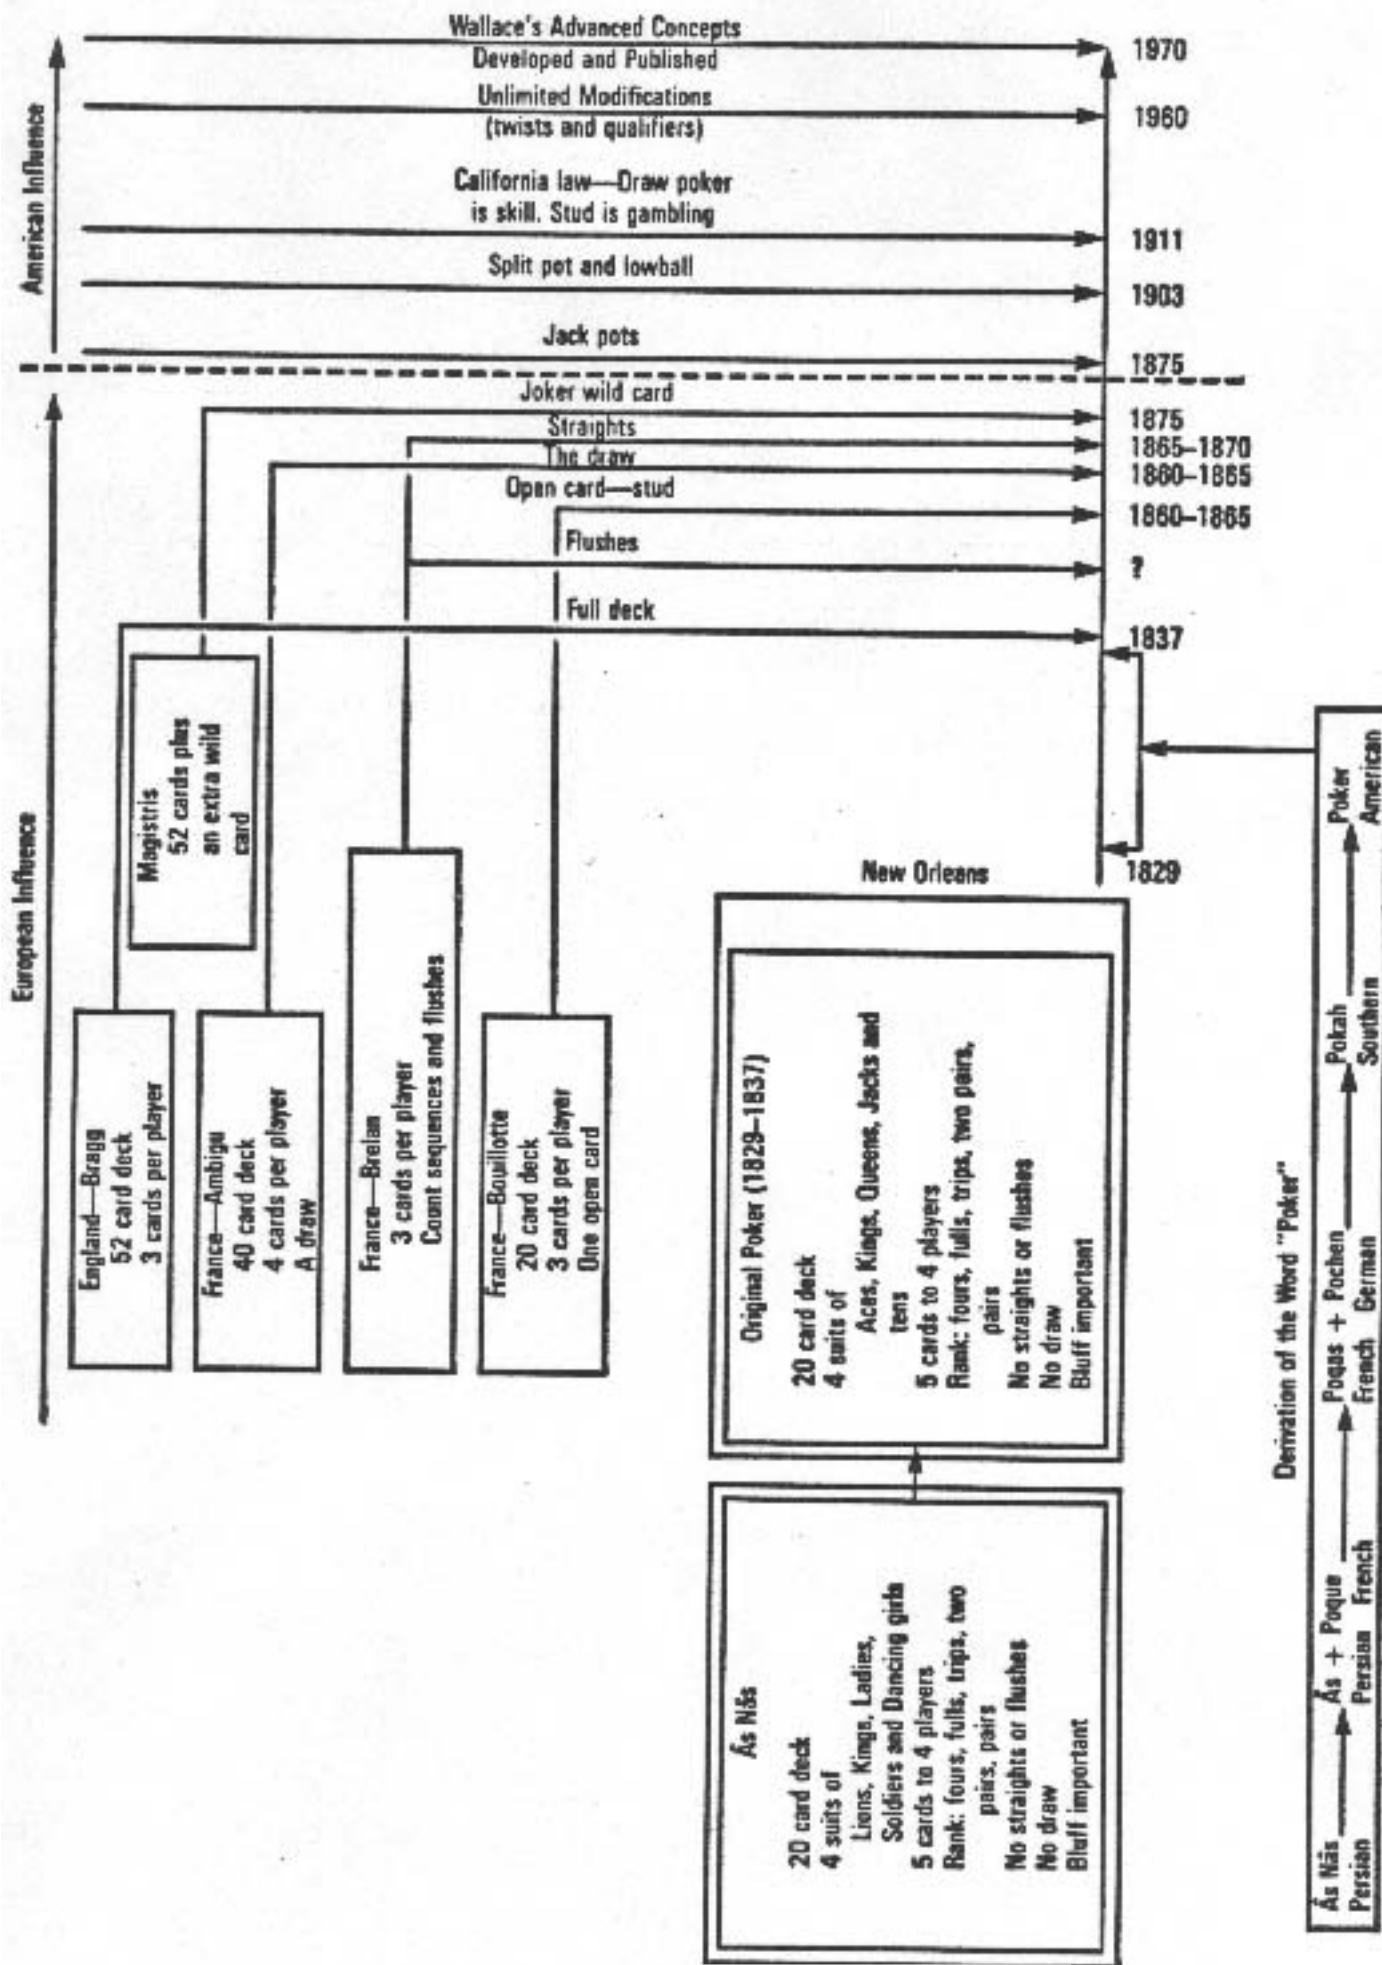 Wallace's Advanced Concepts
Developed and Published
1970
Unlimited Modifications
(twists and qualifiers)
1960
California law—Draw poker
is skill. Stud is gambling
1911
Split pot and lowball
1903
Jack pots
1875
American Influence
Joker wild card
1875
Straights
1865–1870
The draw
1860–1865
Open card—stud
1860–1865
Flushes
?
Full deck
1837
1829
European Influence
Magistris
52 cards plus
an extra wild
card
England—Bragg
52 card deck
3 cards per player
France—Ambigu
40 card deck
4 cards per player
A draw
France—Brelan
3 cards per player
Count sequences and flushes
France—Bouillotte
20 card deck
3 cards per player
One open card
New Orleans
Original Poker (1829–1837)
20 card deck
4 suits of
Aces, Kings, Queens, Jacks and
tens
5 cards to 4 players
Rank: fours, fulls, trips, two pairs,
pairs
No straights or flushes
No draw
Bluff important
Ås Nås
20 card deck
4 suits of
Lions, Kings, Ladies,
Soldiers and Dancing girls
5 cards to 4 players
Rank: fours, fulls, trips, two
pairs, pairs
No straights or flushes
No draw
Bluff important
Derivation of the Word "Poker"
Ås Nås Ås + Poque Poqas + Pochen Pokah Poker
Persian Persian French French German Southern American